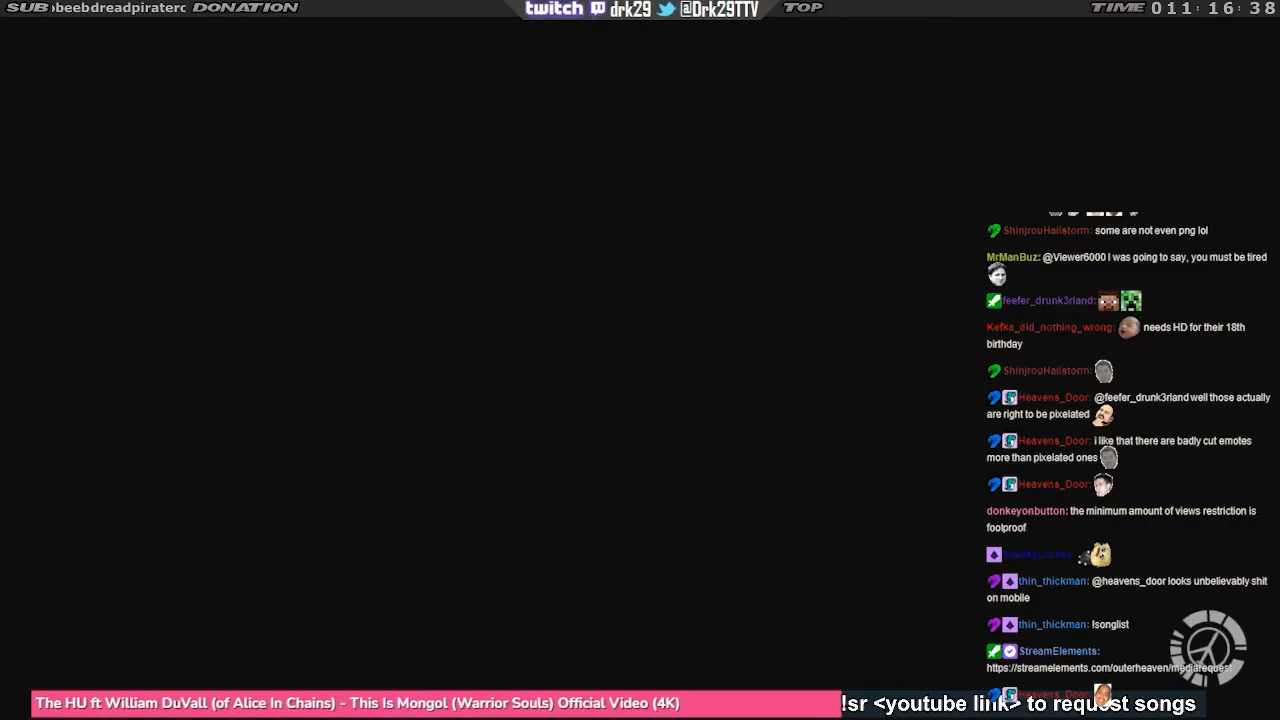 SUB beebdreadpiraterc DONATION twitch drk29 @Drk29TTV TOP TIME 011:16:38
ShinjrouHailstorm: some are not even png lol
MrManBuz: @Viewer6000 I was going to say, you must be tired
feefer_drunk3rland:
Kefka_did_nothing_wrong: needs HD for their 18th
birthday
ShinjrouHailstorm:
Heavens_Door: @feefer_drunk3rland well those actually
are right to be pixelated
Heavens_Door: i like that there are badly cut emotes
more than pixelated ones
Heavens_Door:
donkeyonbutton: the minimum amount of views restriction is
foolproof
thin_thickman: @heavens_door looks unbelievably shit
on mobile
thin_thickman: !songlist
StreamElements:
https://streamelements.com/outerheaven/mediarequest
Heavens_Door:
The HU ft William DuVall (of Alice In Chains) - This Is Mongol (Warrior Souls) Official Video (4K)
!sr <youtube link> to request songs